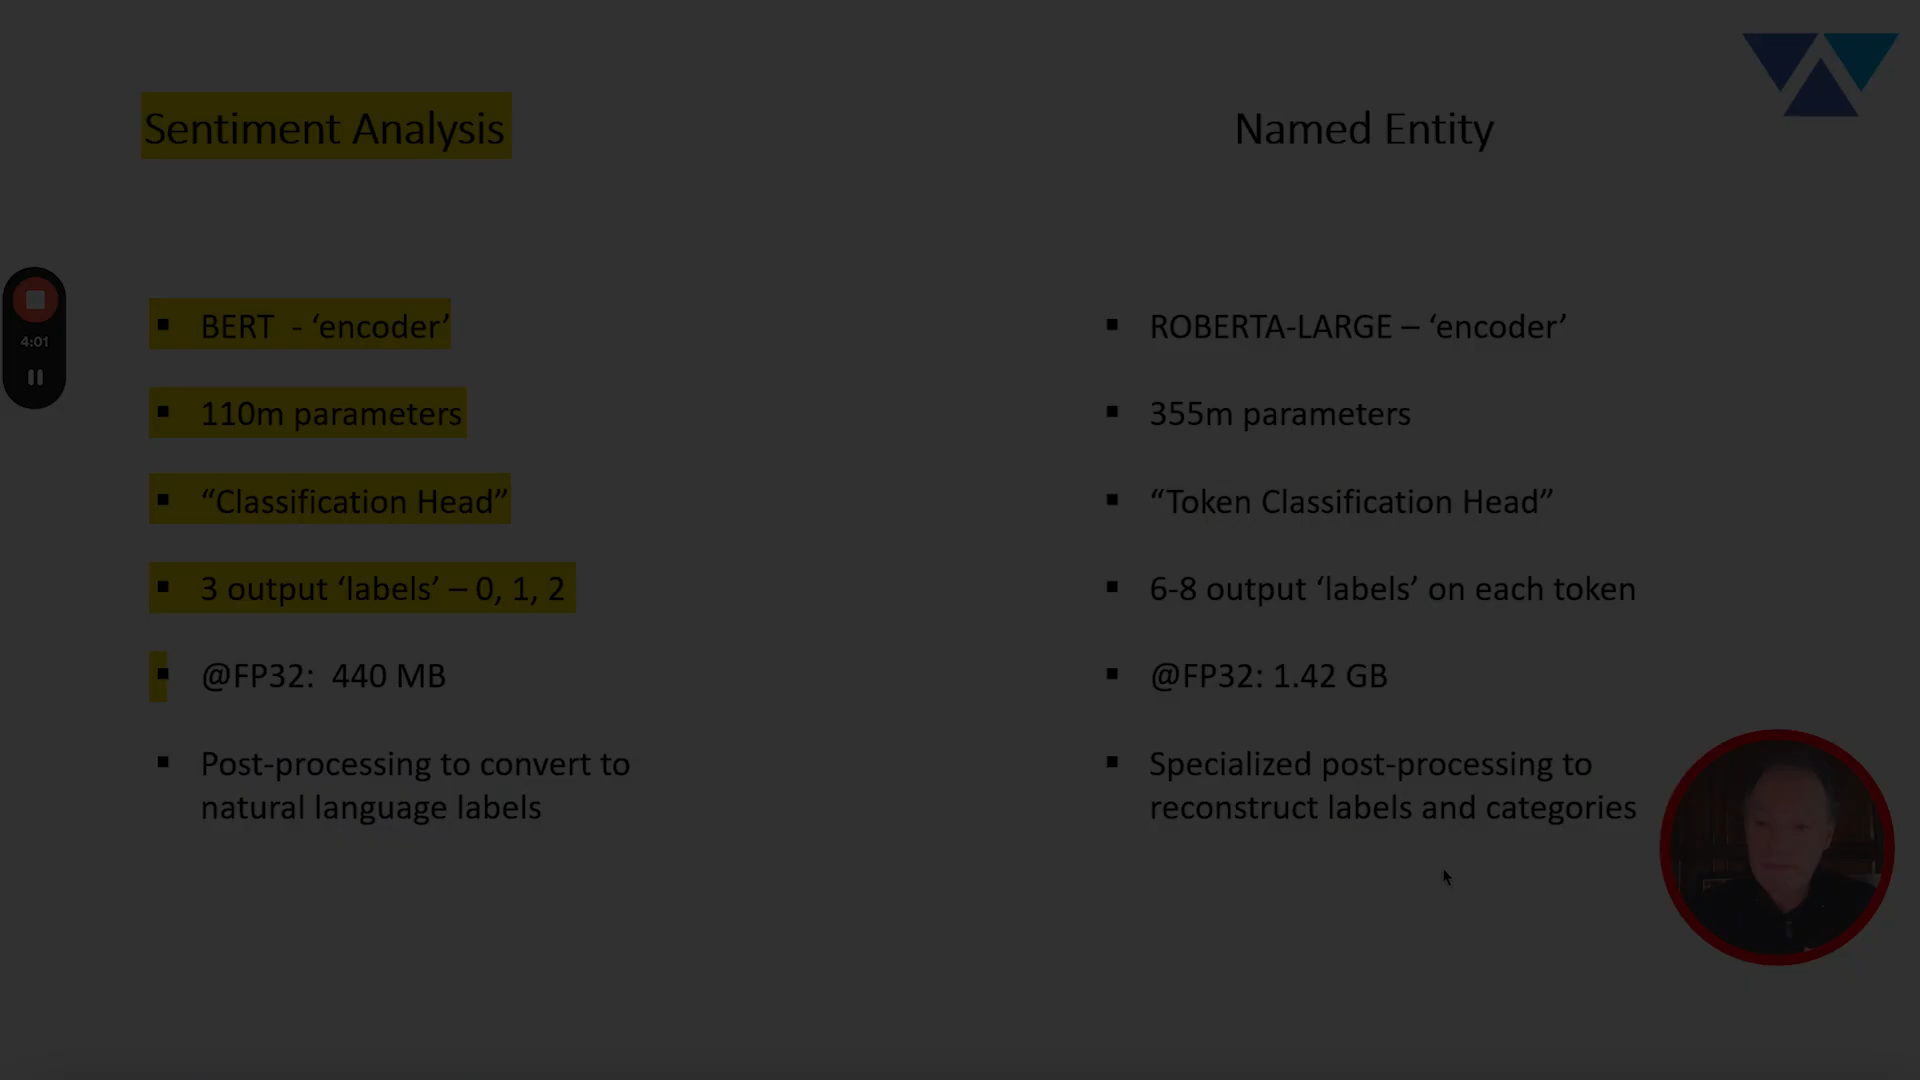 Sentiment Analysis
BERT - ‘encoder’
110m parameters
“Classification Head”
3 output ‘labels’ – 0, 1, 2
@FP32: 440 MB
Post-processing to convert to
natural language labels
Named Entity
ROBERTA-LARGE – ‘encoder’
355m parameters
“Token Classification Head”
6-8 output ‘labels’ on each token
@FP32: 1.42 GB
Specialized post-processing to
reconstruct labels and categories
4:01